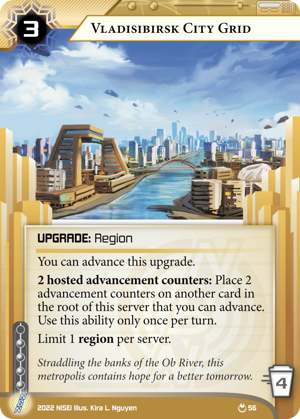 3
Vladisibirsk City Grid
UPGRADE: Region
You can advance this upgrade.
2 hosted advancement counters: Place 2
advancement counters on another card in
the root of this server that you can advance.
Use this ability only once per turn.
Limit 1 region per server.
Straddling the banks of the Ob River, this
metropolis contains hope for a better tomorrow.
4
2022 NISEI Illus. Kira L. Nguyen
56